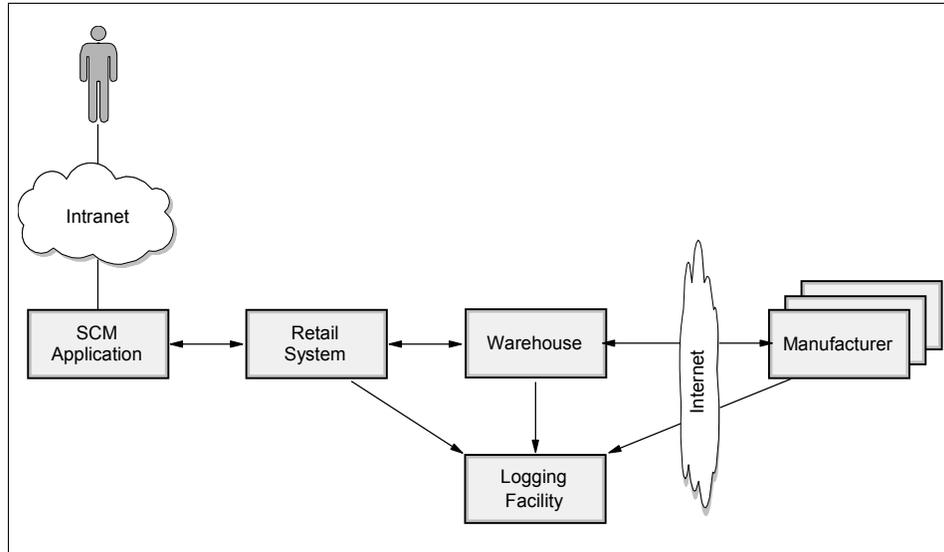 Intranet
SCM
Application
Retail
System
Warehouse
Internet
Manufacturer
Logging
Facility